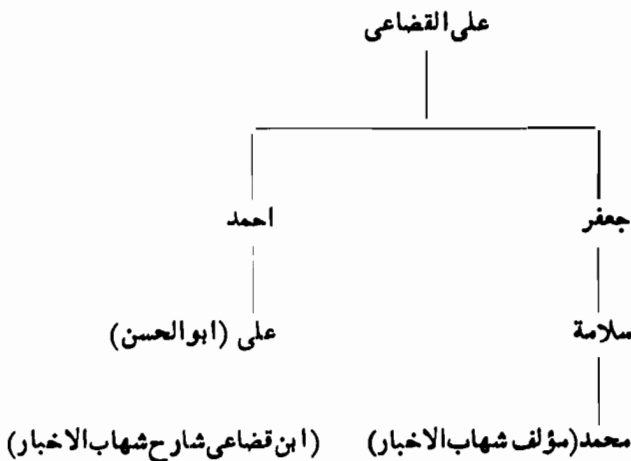 علی القضاعی
جعفر احمد
سلامة علی (ابوالحسن)
محمد(مؤلف شهاب الاخبار) (ابن قضاعی شارح شهاب الاخبار)